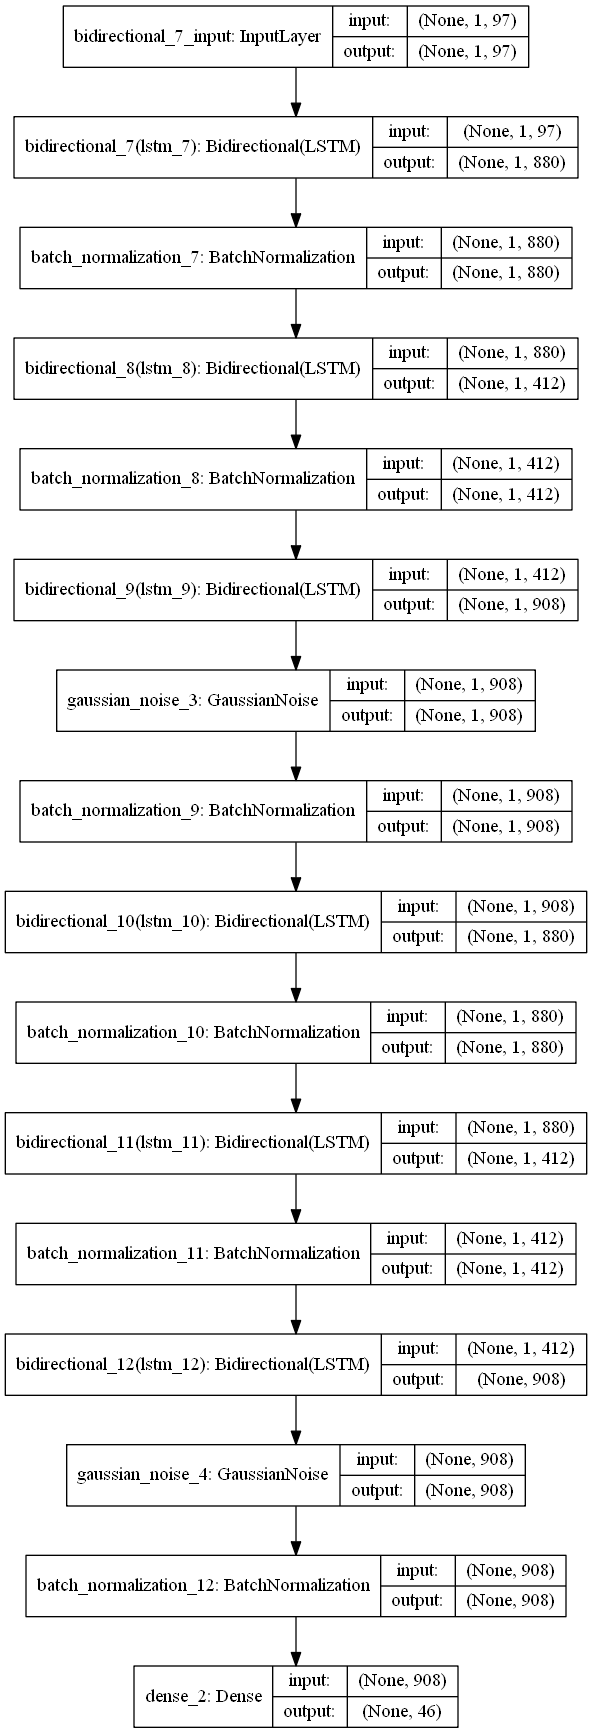 bidirectional_7_input: InputLayer
input: (None, 1, 97)
output: (None, 1, 97)
bidirectional_7(lstm_7): Bidirectional(LSTM)
input: (None, 1, 97)
output: (None, 1, 880)
batch_normalization_7: BatchNormalization
input: (None, 1, 880)
output: (None, 1, 880)
bidirectional_8(lstm_8): Bidirectional(LSTM)
input: (None, 1, 880)
output: (None, 1, 412)
batch_normalization_8: BatchNormalization
input: (None, 1, 412)
output: (None, 1, 412)
bidirectional_9(lstm_9): Bidirectional(LSTM)
input: (None, 1, 412)
output: (None, 1, 908)
gaussian_noise_3: GaussianNoise
input: (None, 1, 908)
output: (None, 1, 908)
batch_normalization_9: BatchNormalization
input: (None, 1, 908)
output: (None, 1, 908)
bidirectional_10(lstm_10): Bidirectional(LSTM)
input: (None, 1, 908)
output: (None, 1, 880)
batch_normalization_10: BatchNormalization
input: (None, 1, 880)
output: (None, 1, 880)
bidirectional_11(lstm_11): Bidirectional(LSTM)
input: (None, 1, 880)
output: (None, 1, 412)
batch_normalization_11: BatchNormalization
input: (None, 1, 412)
output: (None, 1, 412)
bidirectional_12(lstm_12): Bidirectional(LSTM)
input: (None, 1, 412)
output: (None, 908)
gaussian_noise_4: GaussianNoise
input: (None, 908)
output: (None, 908)
batch_normalization_12: BatchNormalization
input: (None, 908)
output: (None, 908)
dense_2: Dense
input: (None, 908)
output: (None, 46)